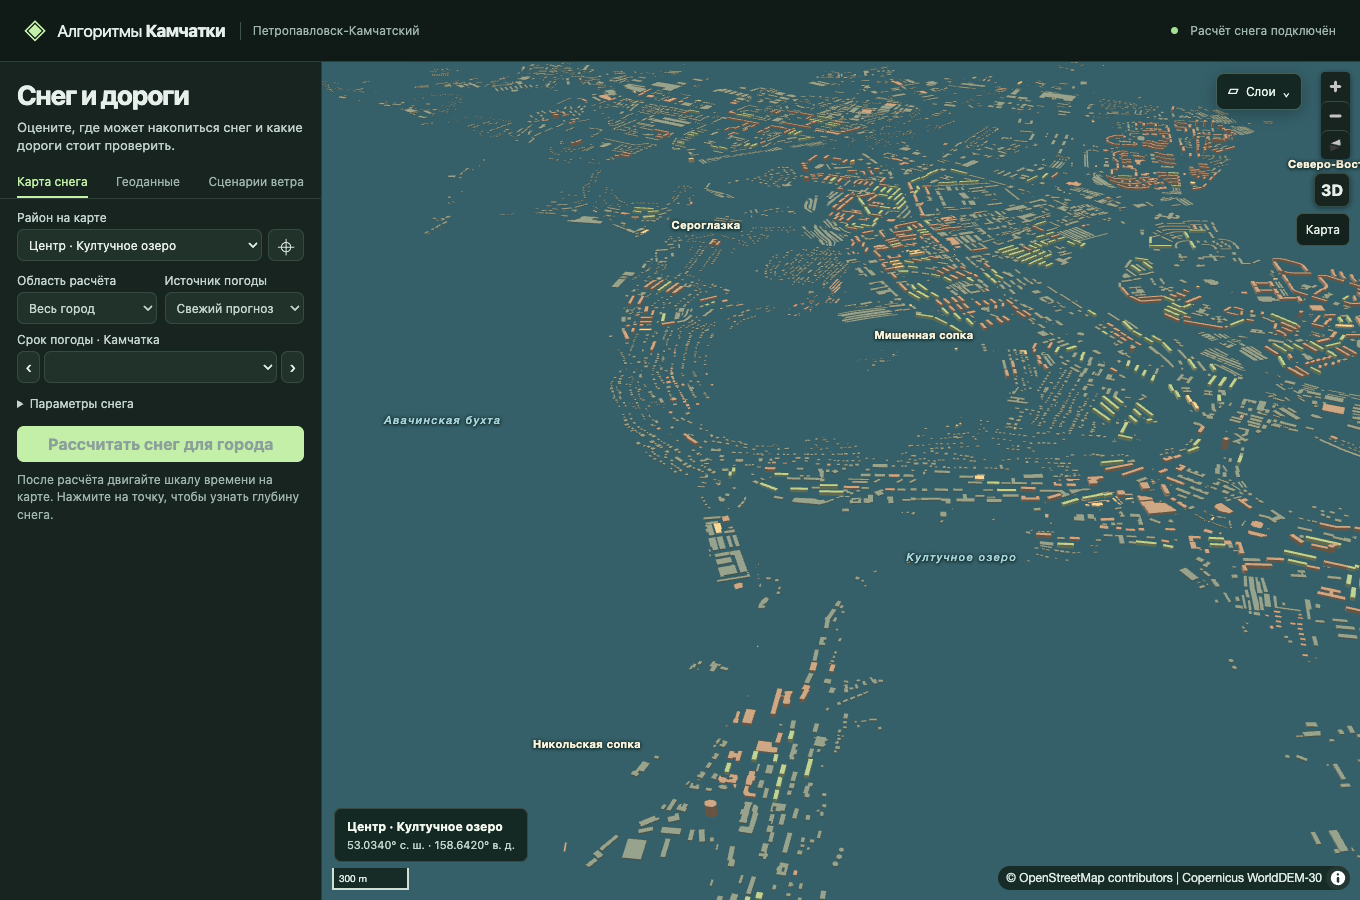 Алгоритмы Камчатки
Петропавловск-Камчатский
Расчёт снега подключён
Снег и дороги
Оцените, где может накопиться снег и какие
дороги стоит проверить.
Карта снега
Геоданные
Сценарии ветра
Район на карте
Центр · Култучное озеро
Область расчёта
Источник погоды
Весь город
Свежий прогноз
Срок погоды · Камчатка
Параметры снега
Рассчитать снег для города
После расчёта двигайте шкалу времени на
карте. Нажмите на точку, чтобы узнать глубину
снега.
Слои
Северо-Вост
3D
Карта
Сероглазка
Мишенная сопка
Авачинская бухта
Култучное озеро
Никольская сопка
Центр · Култучное озеро
53.0340° с. ш. · 158.6420° в. д.
300 m
© OpenStreetMap contributors | Copernicus WorldDEM-30